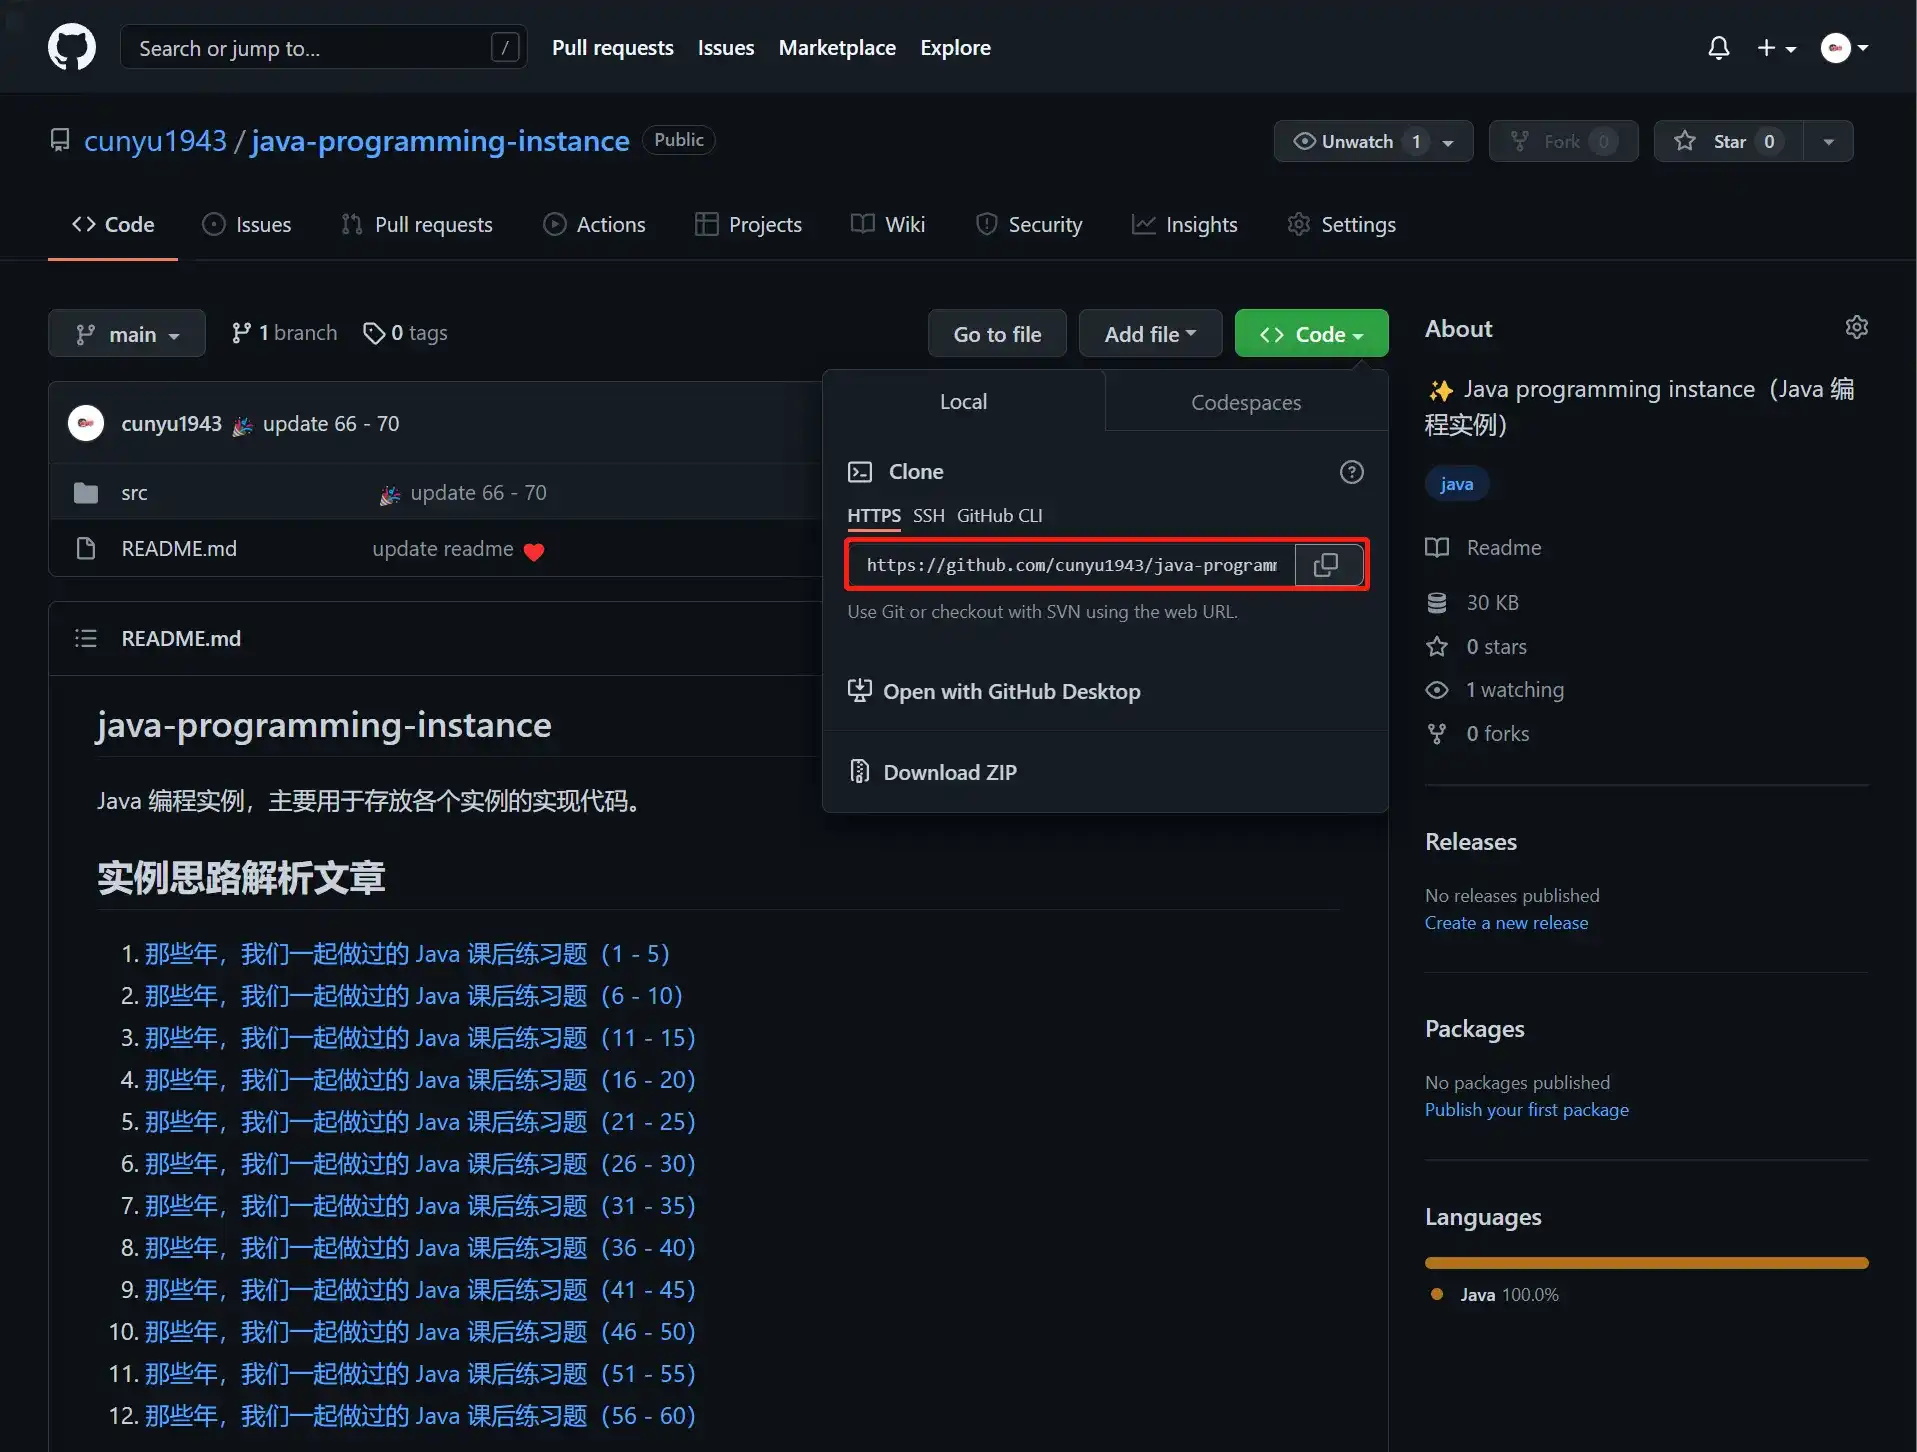 Search or jump to... /
Pull requests Issues Marketplace Explore
cunyu1943 / java-programming-instance Public
Unwatch 1 Fork 0 Star 0
Code Issues Pull requests Actions Projects Wiki Security Insights Settings
main 1 branch 0 tags
Go to file Add file Code
cunyu1943 🎉 update 66 - 70
src 🎉 update 66 - 70
README.md update readme ❤️
Local Codespaces
Clone
HTTPS SSH GitHub CLI
https://github.com/cunyu1943/java-program
Use Git or checkout with SVN using the web URL.
Open with GitHub Desktop
Download ZIP
README.md
java-programming-instance
Java 编程实例，主要用于存放各个实例的实现代码。
实例思路解析文章
1. 那些年，我们一起做过的 Java 课后练习题（1 - 5）
2. 那些年，我们一起做过的 Java 课后练习题（6 - 10）
3. 那些年，我们一起做过的 Java 课后练习题（11 - 15）
4. 那些年，我们一起做过的 Java 课后练习题（16 - 20）
5. 那些年，我们一起做过的 Java 课后练习题（21 - 25）
6. 那些年，我们一起做过的 Java 课后练习题（26 - 30）
7. 那些年，我们一起做过的 Java 课后练习题（31 - 35）
8. 那些年，我们一起做过的 Java 课后练习题（36 - 40）
9. 那些年，我们一起做过的 Java 课后练习题（41 - 45）
10. 那些年，我们一起做过的 Java 课后练习题（46 - 50）
11. 那些年，我们一起做过的 Java 课后练习题（51 - 55）
12. 那些年，我们一起做过的 Java 课后练习题（56 - 60）
About
✨ Java programming instance（Java 编
程实例）
java
Readme
30 KB
0 stars
1 watching
0 forks
Releases
No releases published
Create a new release
Packages
No packages published
Publish your first package
Languages
Java 100.0%